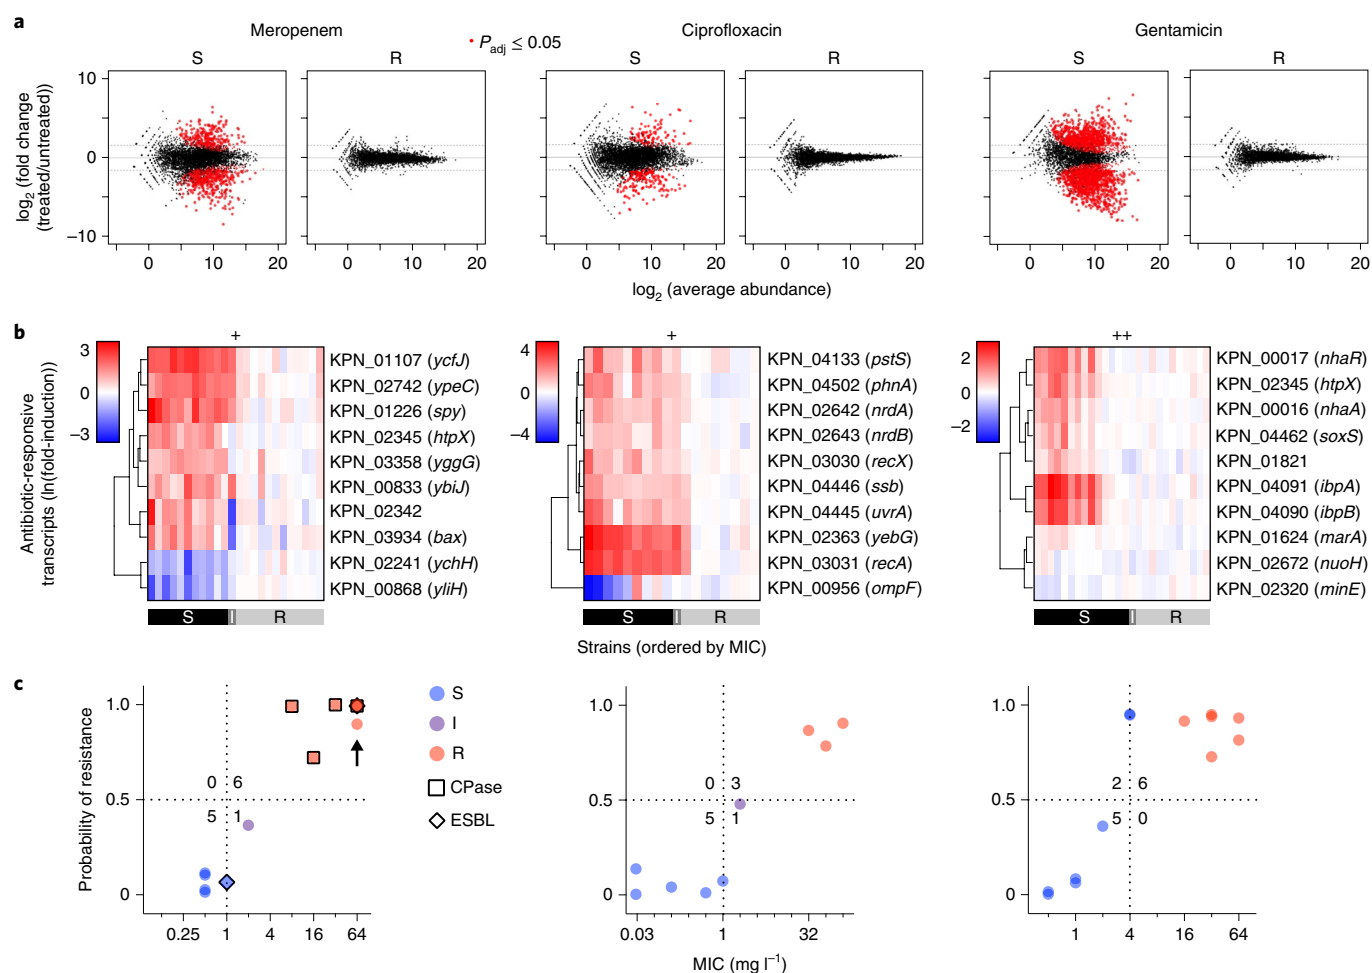 a
Meropenem
Ciprofloxacin
Gentamicin
• P adj ≤ 0.05
S
R
S
R
S
R
log2 (fold change
(treated/untreated))
10
0
−10
0
10
20
0
10
20
0
10
20
0
10
20
0
10
20
0
10
20
log2 (average abundance)
b
+
+
++
Antibiotic-responsive
transcripts (ln(fold-induction))
3
0
−3
KPN_01107 (ycfJ)
KPN_02742 (ypeC)
KPN_01226 (spy)
KPN_02345 (htpX)
KPN_03358 (yggG)
KPN_00833 (ybiJ)
KPN_02342
KPN_03934 (bax)
KPN_02241 (ychH)
KPN_00868 (yliH)
S
I
R
4
0
−4
KPN_04133 (pstS)
KPN_04502 (phnA)
KPN_02642 (nrdA)
KPN_02643 (nrdB)
KPN_03030 (recX)
KPN_04446 (ssb)
KPN_04445 (uvrA)
KPN_02363 (yebG)
KPN_03031 (recA)
KPN_00956 (ompF)
S
I
R
2
0
−2
KPN_00017 (nhaR)
KPN_02345 (htpX)
KPN_00016 (nhaA)
KPN_04462 (soxS)
KPN_01821
KPN_04091 (ibpA)
KPN_04090 (ibpB)
KPN_01624 (marA)
KPN_02672 (nuoH)
KPN_02320 (minE)
S
I
R
Strains (ordered by MIC)
c
Probability of resistance
1.0
0.5
0
0 6
5 1
0.25
1
4
16
64
S
I
R
CPase
ESBL
1.0
0.5
0
0 3
5 1
0.03
1
32
1.0
0.5
0
2 6
5 0
1
4
16
64
MIC (mg l−1)